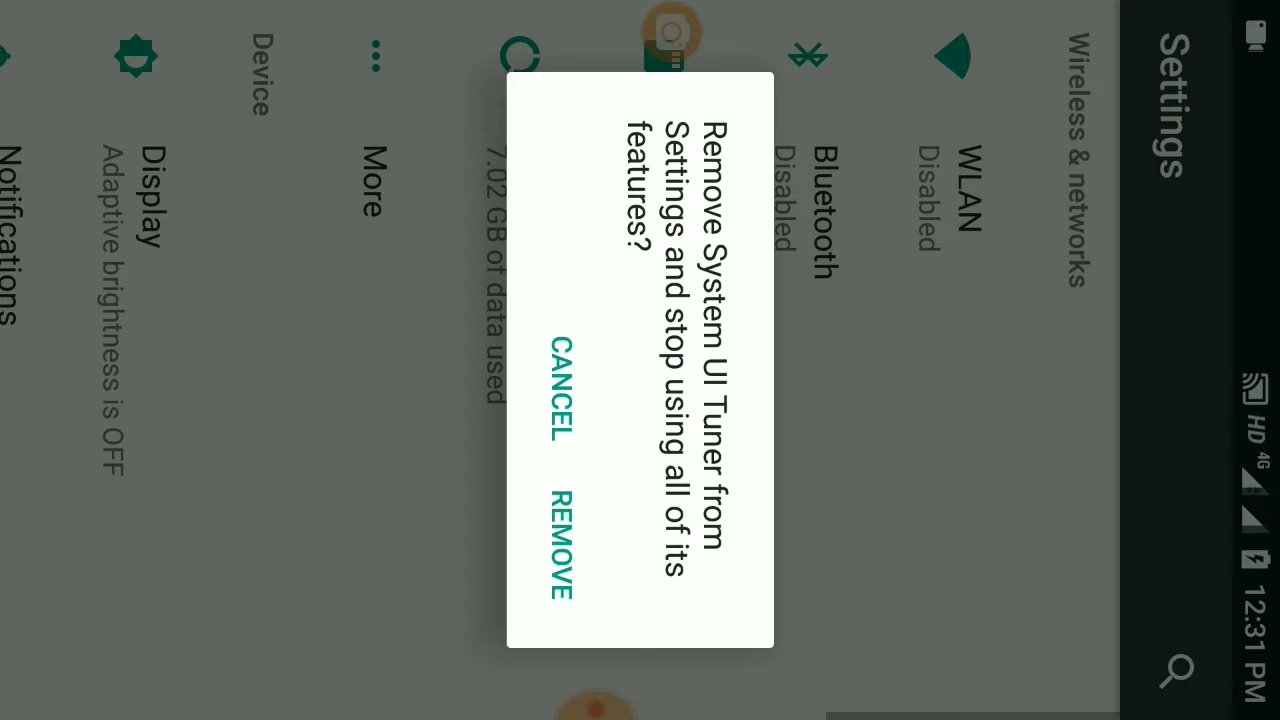 HD 4G 12:31 PM
Settings
Wireless & networks
WLAN
Disabled
Bluetooth
Disabled
Remove System UI Tuner from
Settings and stop using all of its
features?
CANCEL REMOVE
7.02 GB of data used
More
Device
Display
Adaptive brightness is OFF
Notifications